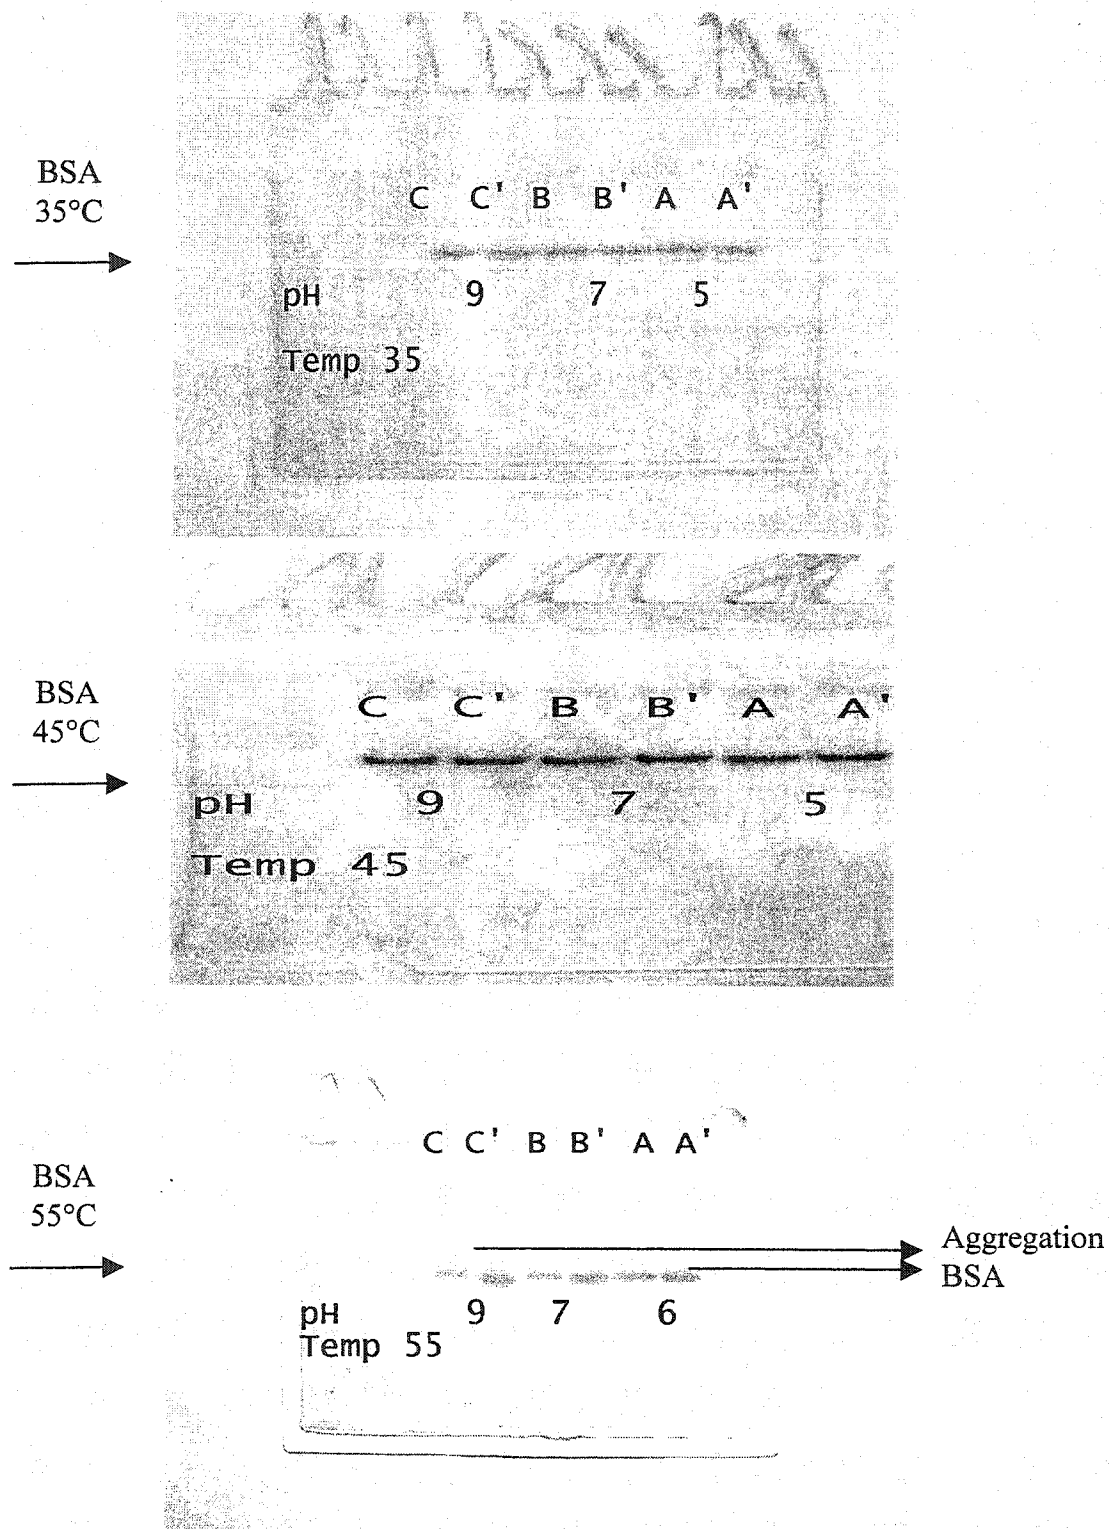 BSA
35°C
C C' B B' A A'
pH 9 7 5
Temp 35
BSA
45°C
C C' B B' A A'
pH 9 7 5
Temp 45
BSA
55°C
C C' B B' A A'
Aggregation
BSA
pH 9 7 6
Temp 55